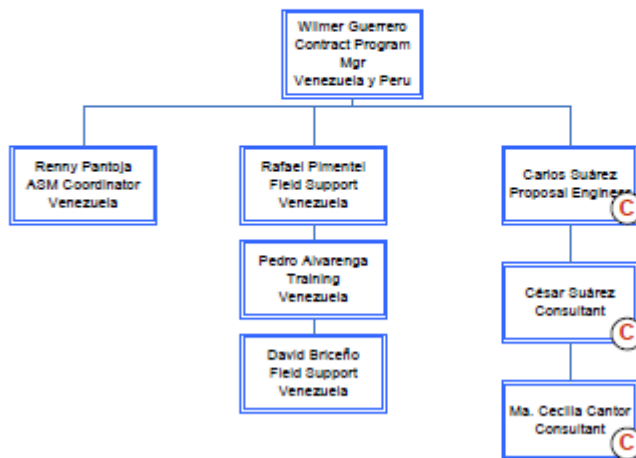 Wilmer Guerrero
Contract Program
Mgr
Venezuela y Peru
Renny Pantoja
ASM Coordinator
Venezuela
Rafael Pimentel
Field Support
Venezuela
Carlos Suárez
Proposal Engineer
C
Pedro Alvarenga
Training
Venezuela
César Suárez
Consultant
C
David Briceño
Field Support
Venezuela
Ma. Cecilia Cantor
Consultant
C